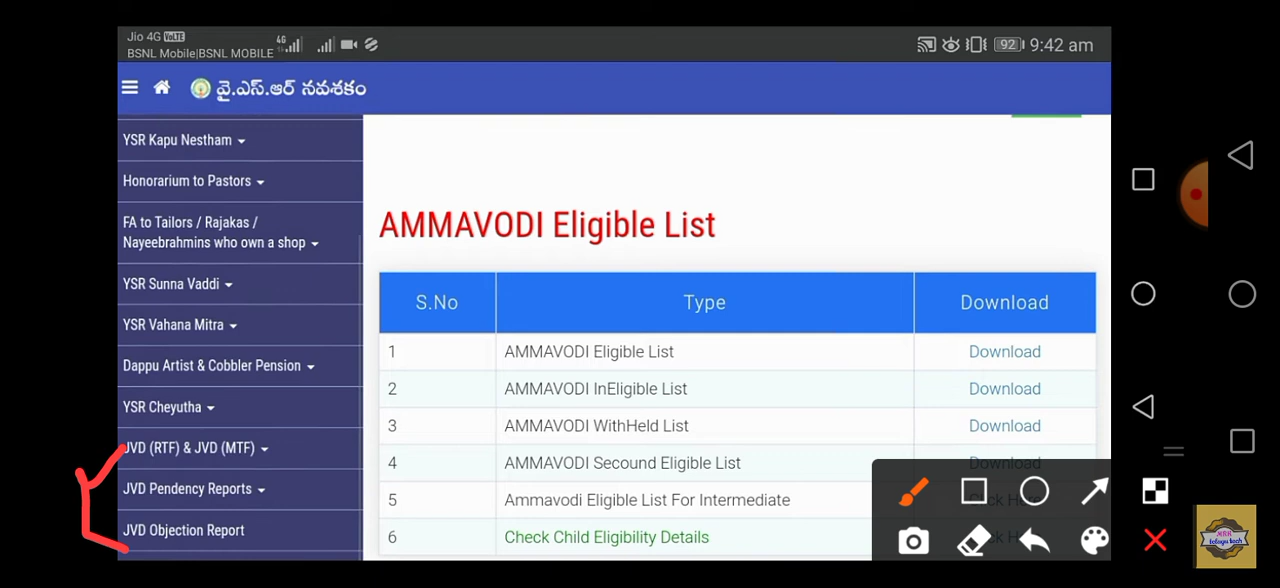 Jio 4G VoLTE
BSNL Mobile|BSNL MOBILE
4G
92
9:42 am
వై.ఎస్.ఆర్ నవశకం
YSR Kapu Nestham
Honorarium to Pastors
FA to Tailors / Rajakas /
Nayeebrahmins who own a shop
YSR Sunna Vaddi
YSR Vahana Mitra
Dappu Artist & Cobbler Pension
YSR Cheyutha
JVD (RTF) & JVD (MTF)
JVD Pendency Reports
JVD Objection Report
AMMAVODI Eligible List
S.No Type Download
1 AMMAVODI Eligible List Download
2 AMMAVODI InEligible List Download
3 AMMAVODI WithHeld List Download
4 AMMAVODI Secound Eligible List
5 Ammavodi Eligible List For Intermediate
6 Check Child Eligibility Details
MRR
telugu tech